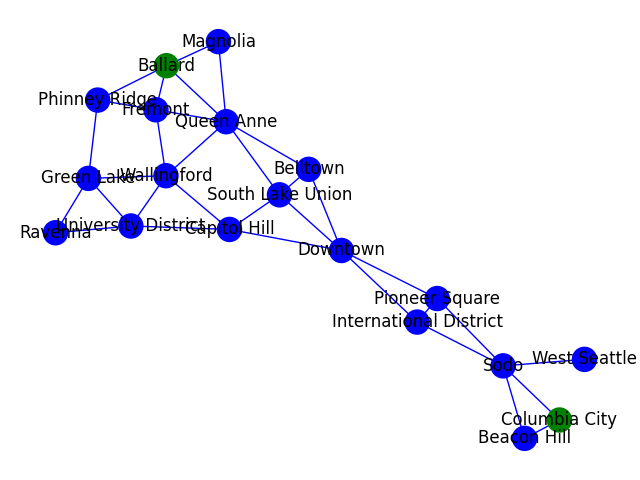 Magnolia
Ballard
Phinney Ridge
Fremont
Queen Anne
Belltown
Green Lake
Wallingford
South Lake Union
Ravenna
University District
Capitol Hill
Downtown
Pioneer Square
International District
Sodo
West Seattle
Columbia City
Beacon Hill